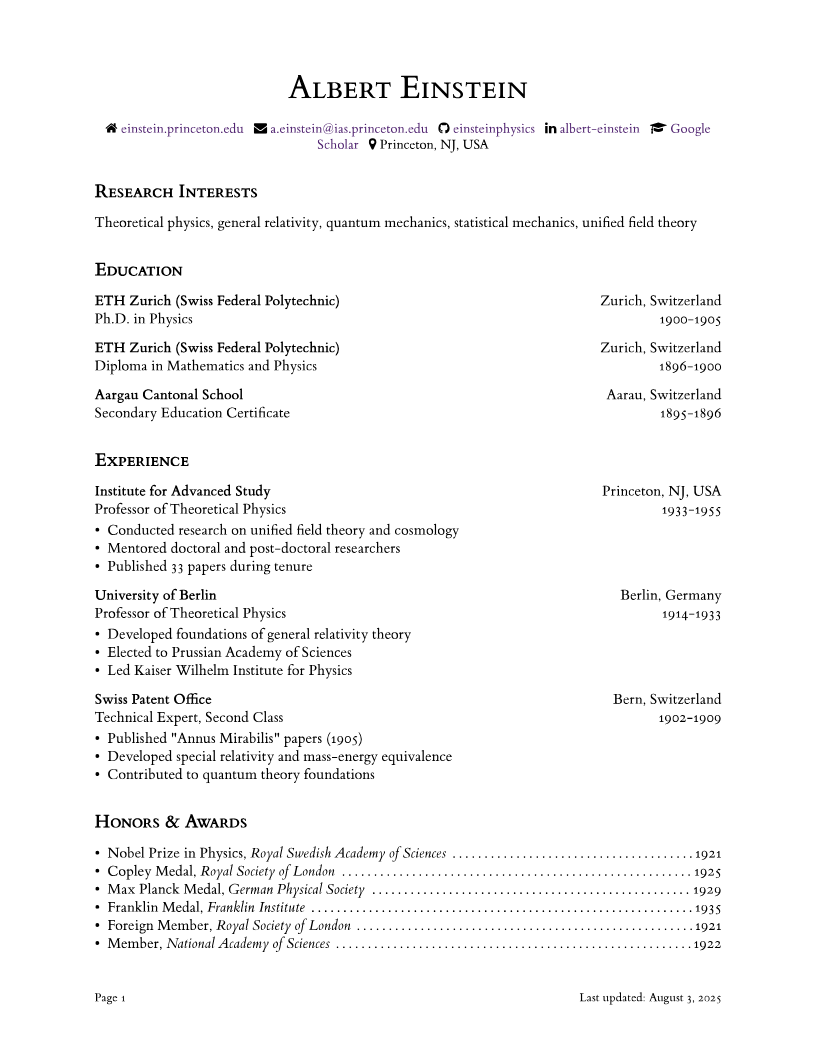 Albert Einstein
einstein.princeton.edu a.einstein@ias.princeton.edu einsteinphysics albert-einstein Google
Scholar Princeton, NJ, USA
Research Interests
Theoretical physics, general relativity, quantum mechanics, statistical mechanics, unified field theory
Education
ETH Zurich (Swiss Federal Polytechnic) Zurich, Switzerland
Ph.D. in Physics 1900–1905
ETH Zurich (Swiss Federal Polytechnic) Zurich, Switzerland
Diploma in Mathematics and Physics 1896–1900
Aargau Cantonal School Aarau, Switzerland
Secondary Education Certificate 1895–1896
Experience
Institute for Advanced Study Princeton, NJ, USA
Professor of Theoretical Physics 1933–1955
• Conducted research on unified field theory and cosmology
• Mentored doctoral and post-doctoral researchers
• Published 33 papers during tenure
University of Berlin Berlin, Germany
Professor of Theoretical Physics 1914–1933
• Developed foundations of general relativity theory
• Elected to Prussian Academy of Sciences
• Led Kaiser Wilhelm Institute for Physics
Swiss Patent Office Bern, Switzerland
Technical Expert, Second Class 1902–1909
• Published "Annus Mirabilis" papers (1905)
• Developed special relativity and mass-energy equivalence
• Contributed to quantum theory foundations
Honors & Awards
• Nobel Prize in Physics, Royal Swedish Academy of Sciences ..................................... 1921
• Copley Medal, Royal Society of London ..................................................... 1925
• Max Planck Medal, German Physical Society ................................................ 1929
• Franklin Medal, Franklin Institute .......................................................... 1935
• Foreign Member, Royal Society of London ................................................... 1921
• Member, National Academy of Sciences ...................................................... 1922
Page 1 Last updated: August 3, 2025